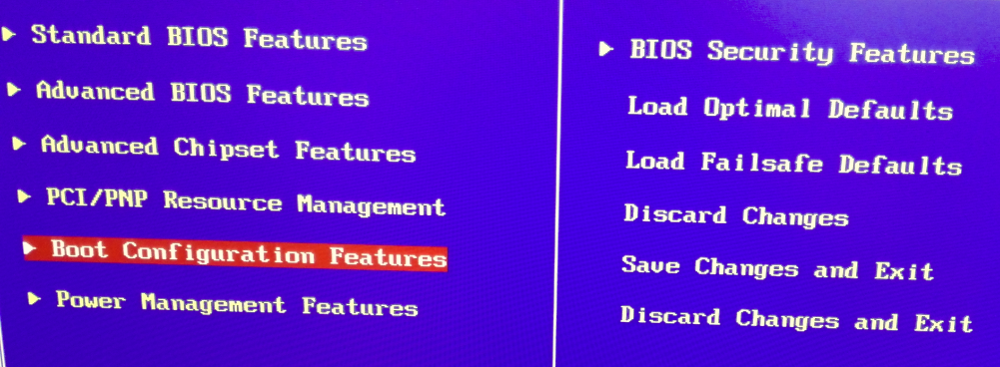 Standard BIOS Features
Advanced BIOS Features
Advanced Chipset Features
PCI/PNP Resource Management
Boot Configuration Features
Power Management Features
BIOS Security Features
Load Optimal Defaults
Load Failsafe Defaults
Discard Changes
Save Changes and Exit
Discard Changes and Exit